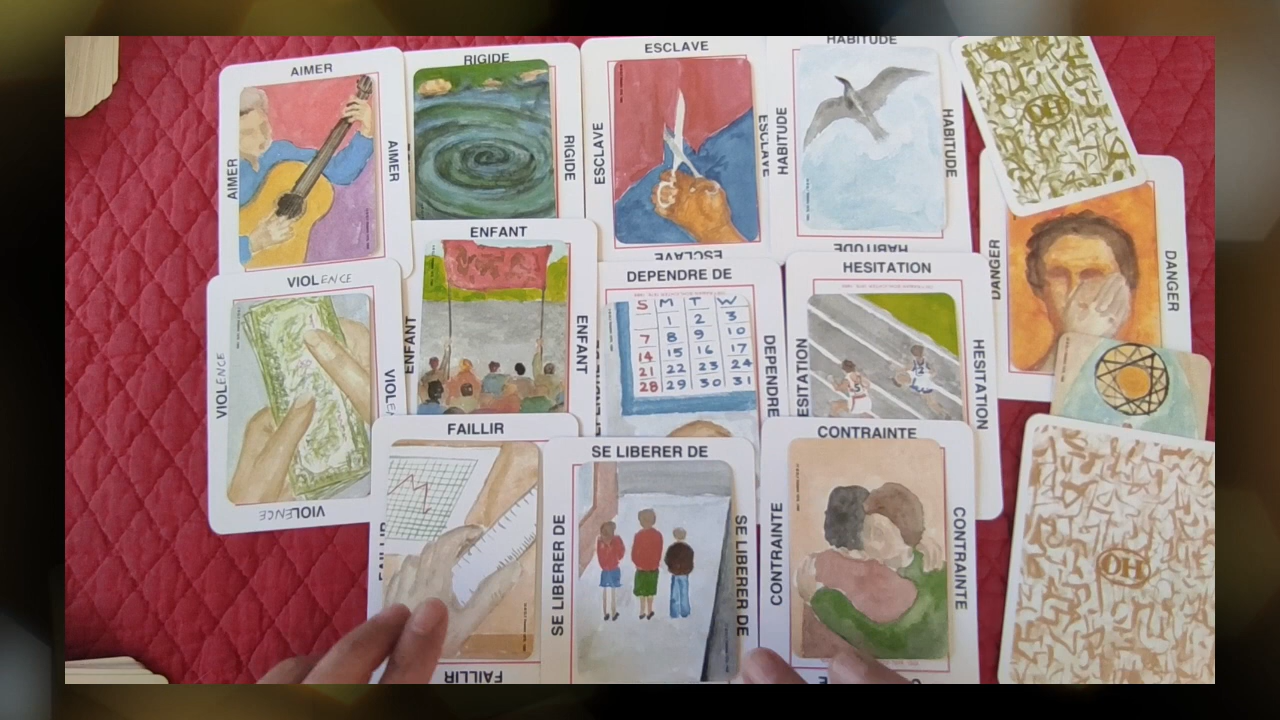 AIMER
AIMER
AIMER
RIGIDE
RIGIDE
ESCLAVE
ESCLAVE
ESCLAVE
ESCLAVE
HABITUDE
HABITUDE
HABITUDE
HABITUDE
OH
DANGER
DANGER
VIOLENCE
VIOLENCE
VIOLE
VIOLENCE
ENFANT
ENFANT
ENFANT
DEPENDRE DE
DEPENDRE
S M T W
1 2 3
7 8 9 10
14 15 16 17
21 22 23 24
28 29 30 31
HESITATION
ESITATION
HESITATION
FAILLIR
FAILLIR
FAILLIR
SE LIBERER DE
SE LIBERER DE
SE LIBERER DE
CONTRAINTE
CONTRAINTE
CONTRAINTE
OH